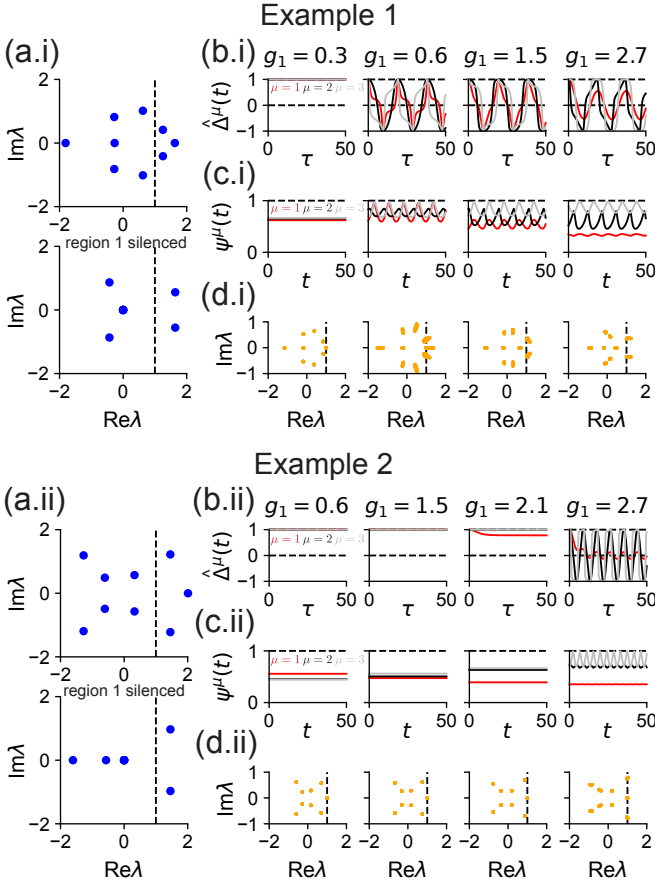 Example 1
(a.i)
Imλ
2
0
−2
−2 0 2
region 1 silenced
Imλ
2
0
−2
−2 0 2
Reλ
(b.i)
g₁ = 0.3 g₁ = 0.6 g₁ = 1.5 g₁ = 2.7
Δ̂^μ(t)
1
0
−1
μ = 1 μ = 2 μ = 3
0 50 0 50 0 50 0 50
τ τ τ τ
(c.i)
ψ^μ(t)
1
0
μ = 1 μ = 2 μ = 3
0 50 0 50 0 50 0 50
t t t t
(d.i)
Imλ
1
0
−1
−2 0 2 −2 0 2 −2 0 2 −2 0 2
Reλ Reλ Reλ Reλ
Example 2
(a.ii)
Imλ
2
0
−2
−2 0 2
region 1 silenced
Imλ
2
0
−2
−2 0 2
Reλ
(b.ii)
g₁ = 0.6 g₁ = 1.5 g₁ = 2.1 g₁ = 2.7
Δ̂^μ(t)
1
0
−1
μ = 1 μ = 2 μ = 3
0 50 0 50 0 50 0 50
τ τ τ τ
(c.ii)
ψ^μ(t)
1
0
μ = 1 μ = 2 μ = 3
0 50 0 50 0 50 0 50
t t t t
(d.ii)
Imλ
1
0
−1
−2 0 2 −2 0 2 −2 0 2 −2 0 2
Reλ Reλ Reλ Reλ